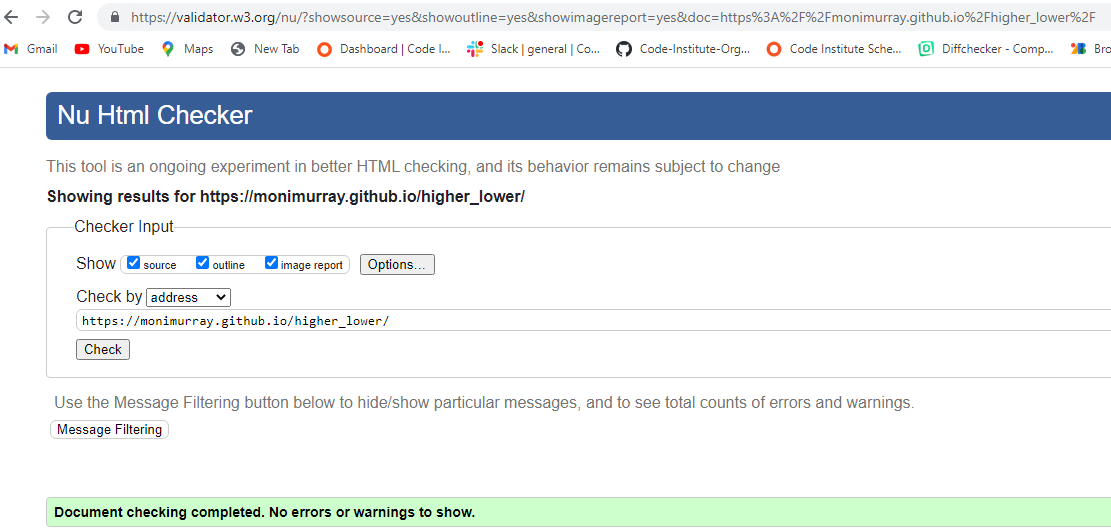 https://validator.w3.org/nu/?showsource=yes&showoutline=yes&showimagereport=yes&doc=https%3A%2F%2Fmonimurray.github.io%2Fhigher_lower%2F
Gmail YouTube Maps New Tab Dashboard | Code I... Slack | general | Co... Code-Institute-Org... Code Institute Sche... Diffchecker - Comp... Bro
Nu Html Checker
This tool is an ongoing experiment in better HTML checking, and its behavior remains subject to change
Showing results for https://monimurray.github.io/higher_lower/
Checker Input
Show source outline image report Options...
Check by address
https://monimurray.github.io/higher_lower/
Check
Use the Message Filtering button below to hide/show particular messages, and to see total counts of errors and warnings.
Message Filtering
Document checking completed. No errors or warnings to show.